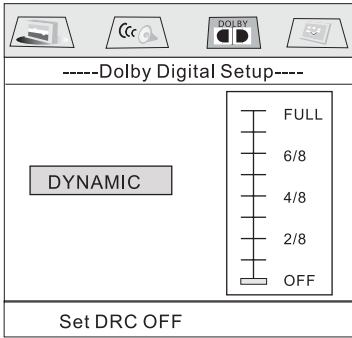 DOLBY
-----Dolby Digital Setup----
FULL
6/8
DYNAMIC
4/8
2/8
OFF
Set DRC OFF